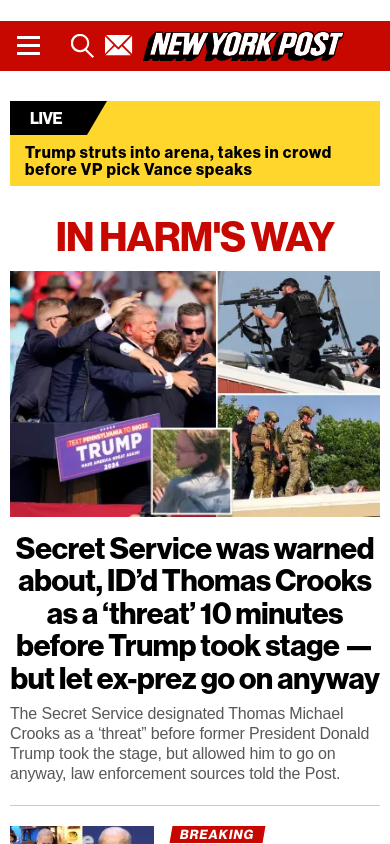 NEW YORK POST
LIVE
Trump struts into arena, takes in crowd
before VP pick Vance speaks
IN HARM'S WAY
TEXT PENNSYLVANIA TO 88022
TRUMP
MAKE AMERICA GREAT AGAIN!
2024
Secret Service was warned
about, ID’d Thomas Crooks
as a ‘threat’ 10 minutes
before Trump took stage —
but let ex-prez go on anyway
The Secret Service designated Thomas Michael
Crooks as a “threat” before former President Donald
Trump took the stage, but allowed him to go on
anyway, law enforcement sources told the Post.
BREAKING